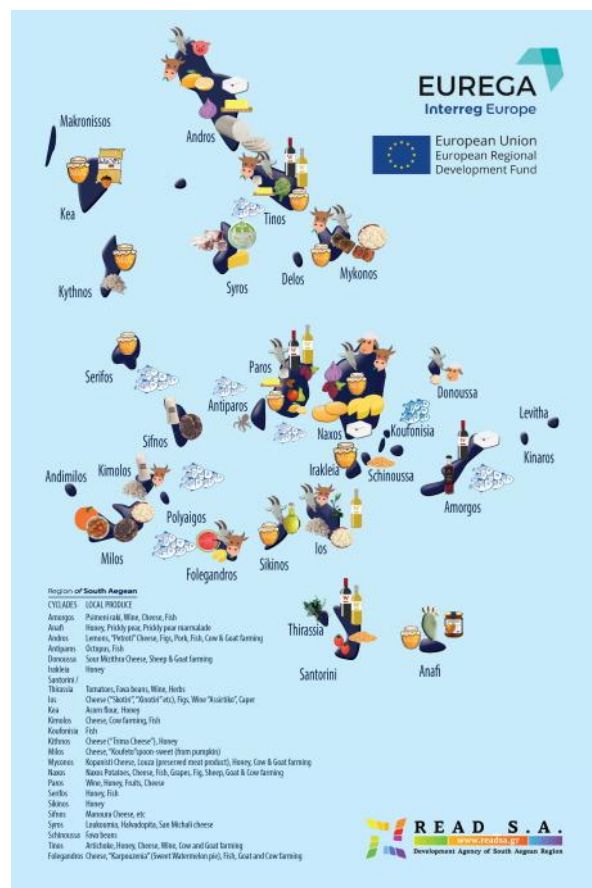 EUREGA
Interreg Europe
European Union
European Regional
Development Fund
Makronissos
Andros
Kea
Tinos
Kythnos
Syros
Delos
Mykonos
Serifos
Paros
Antiparos
Donoussa
Sifnos
Naxos
Koufonisia
Levitha
Irakleia
Schinoussa
Kinaros
Andimilos
Kimolos
Amorgos
Polyaigos
Milos
Folegandros
Sikinos
Ios
Thirassia
Santorini
Anafi
Region of South Aegean
CYCLADES LOCAL PRODUCE
Amorgos Psimeni raki, Wine, Cheese, Fish
Anafi Honey, Prickly pear, Prickly pear marmalade
Andros Lemons, "Petroti" Cheese, Figs, Pork, Fish, Cow & Goat farming
Antiparos Octopus, Fish
Donoussa Sour Mizithra Cheese, Sheep & Goat farming
Irakleia Honey
Santorini /
Thirassia Tomatoes, Fava beans, Wine, Herbs
Ios Cheese ("Skotiri", "Xinotiri" etc), Figs, Wine "Assirtiko", Caper
Kea Acorn flour, Honey
Kimolos Cheese, Cow farming, Fish
Koufonisia Fish
Kithnos Cheese ("Trima Cheese"), Honey
Milos Cheese, "Koufeto" spoon-sweet (from pumpkin)
Myconos Kopanisti Cheese, Louza (preserved meat product), Honey, Cow & Goat farming
Naxos Naxos Potatoes, Cheese, Fish, Grapes, Fig, Sheep, Goat & Cow farming
Paros Wine, Honey, Fruits, Cheese
Serifos Honey, Fish
Sikinos Honey
Sifnos Manoura Cheese, etc
Syros Loukoumia, Halvadopita, San Michali cheese
Schinoussa Fava beans
Tinos Artichoke, Honey, Cheese, Wine, Cow and Goat farming
Folegandros Cheese, "Karpouzenia" (Sweet Watermelon pie), Fish, Goat and Cow farming
READ S.A.
www.readsa.gr
Development Agency of South Aegean Region